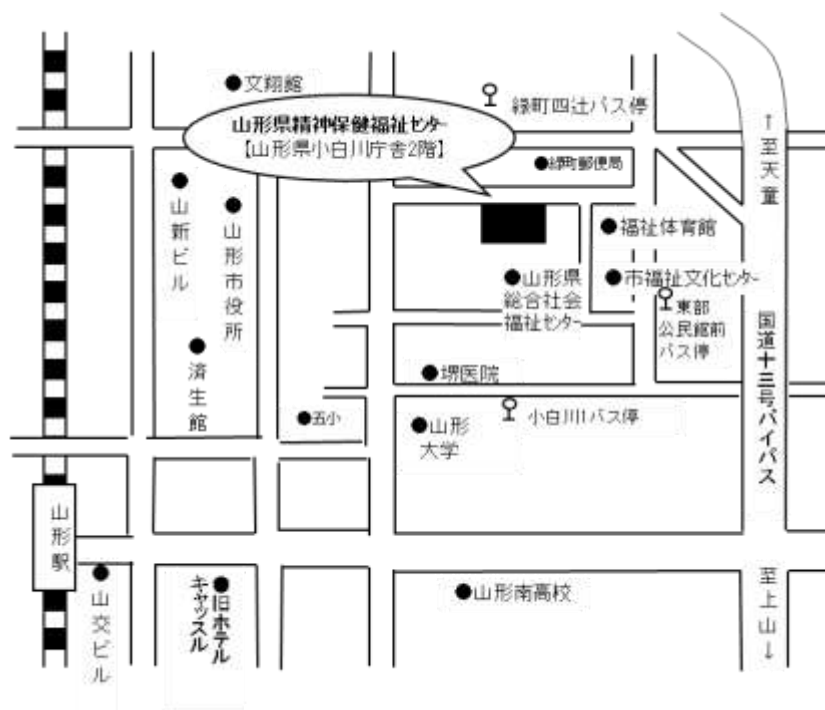 文翔館
緑町四辻バス停
山形県精神保健福祉センター
【山形県小白川庁舎2階】
緑町郵便局
↑至天童
山新ビル
山形市役所
福祉体育館
山形県
総合社会
福祉センター
市福祉文化センター
東部
公民館前
バス停
国道十三号バイパス
済生館
堺医院
五小
山形
大学
小白川1バス停
山形駅
山交ビル
旧ホテル
キャッスル
山形南高校
至上山↓